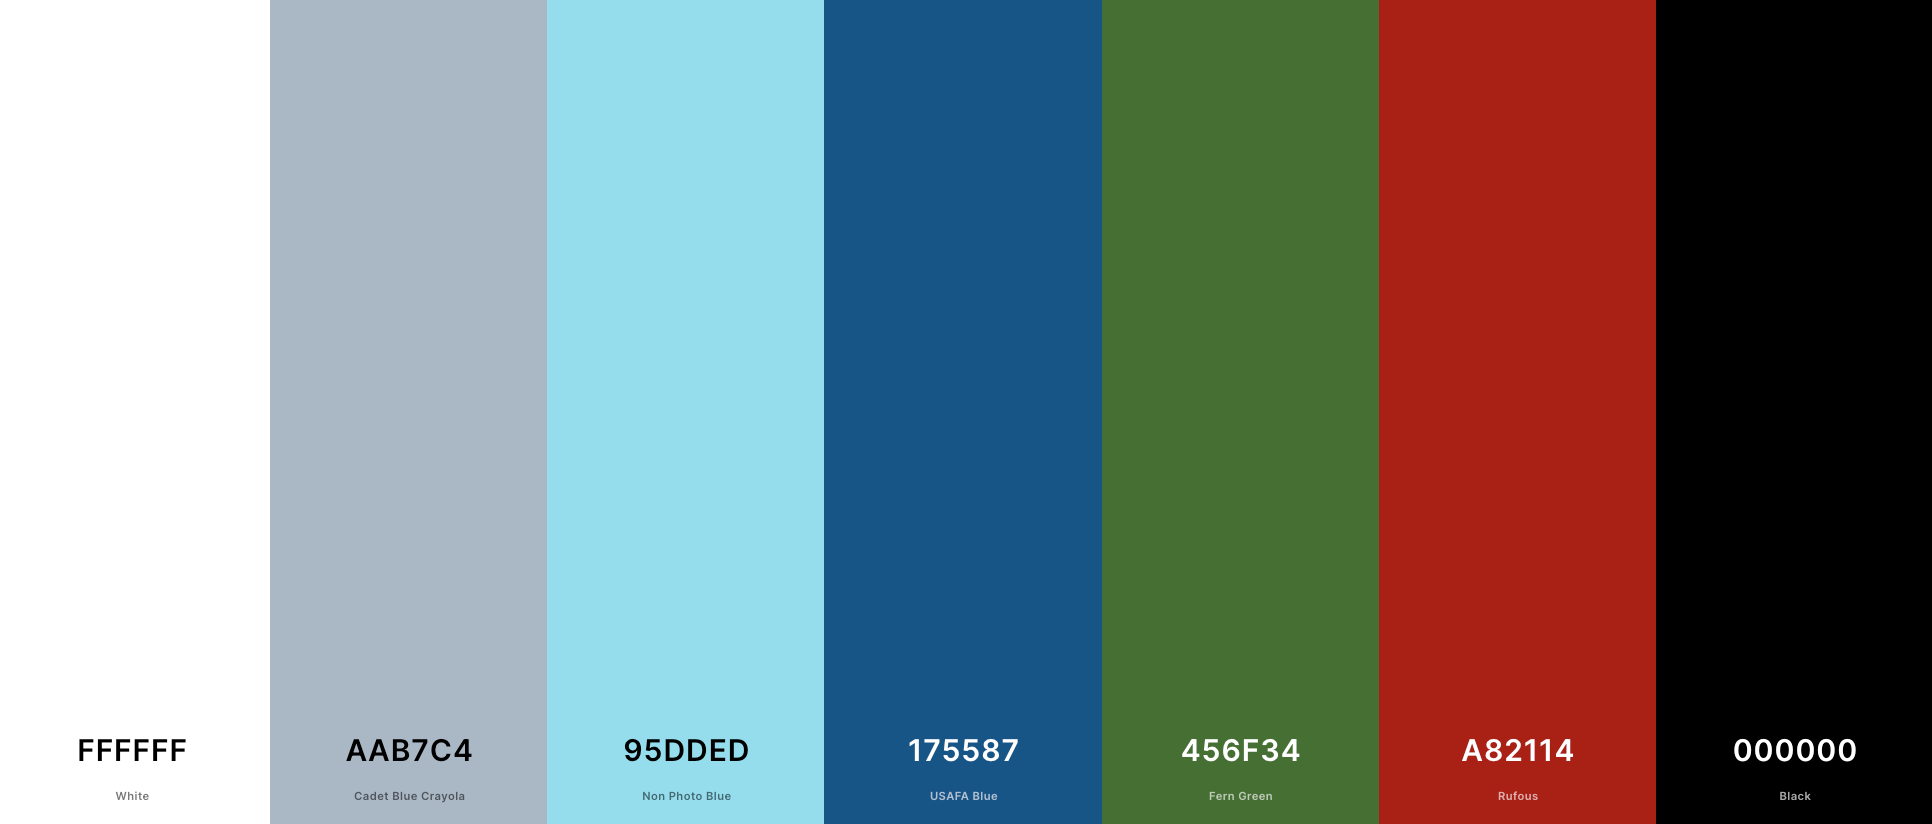 FFFFFF
White
AAB7C4
Cadet Blue Crayola
95DDED
Non Photo Blue
175587
USAFA Blue
456F34
Fern Green
A82114
Rufous
000000
Black